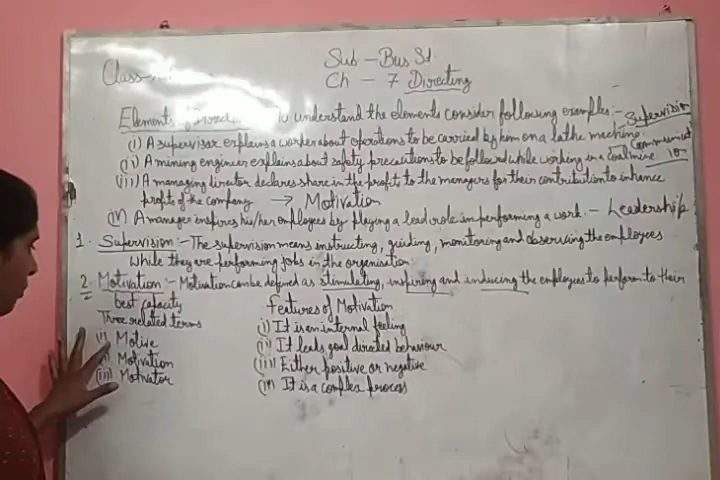 Sub - Bus St.
Class-
Ch - 7 Directing
Elements of understand the elements consider following examples:- Supervision
(i) A supervisor explains a worker about operations to be carried by him on a lathe machine.
(ii) A mining engineer explains about safety precautions to be followed while working in a coalmine Communicat ion
(iii) A managing director declares share in the profit to the managers for their contribution to inhance
profits of the company → Motivation
(iv) A manager inspires his/her employees by playing a lead role in performing a work. - Leadership
1. Supervision:- The supervision means instructing, guiding, monitoring and observing the employees
while they are performing jobs in the organisation.
2. Motivation:- Motivation can be defined as stimulating, inspiring and inducing the employees to perform to their
best capacity
Features of Motivation
Three related terms
(i) It is an internal feeling
(i) Motive
(ii) It leads goal directed behaviour
(ii) Motivation
(iii) Either positive or negative
(iii) Motivator
(iv) It is a complex process